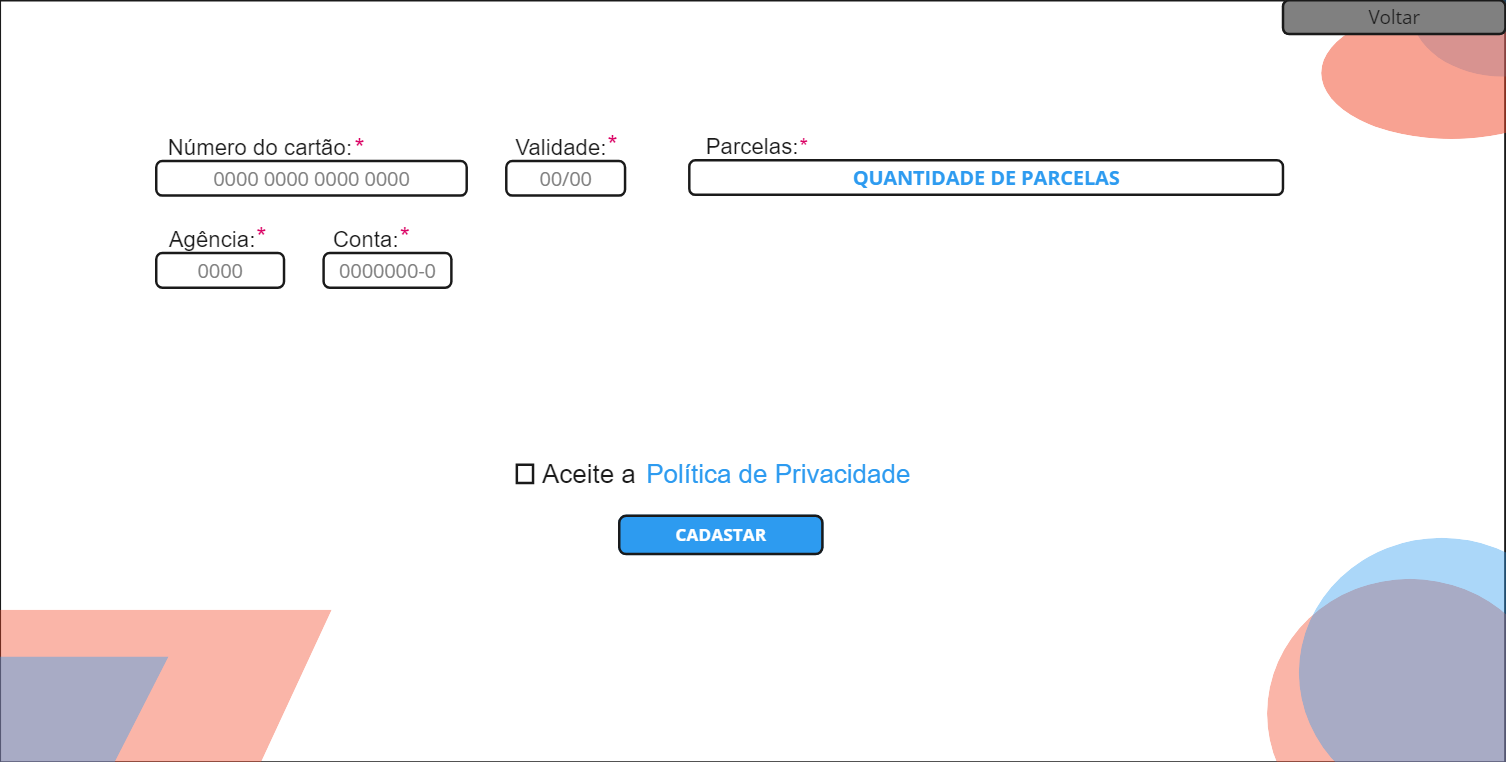 Voltar
Número do cartão:* Validade:* Parcelas:*
0000 0000 0000 0000 00/00 QUANTIDADE DE PARCELAS
Agência:* Conta:*
0000 0000000-0
Aceite a Política de Privacidade
CADASTAR